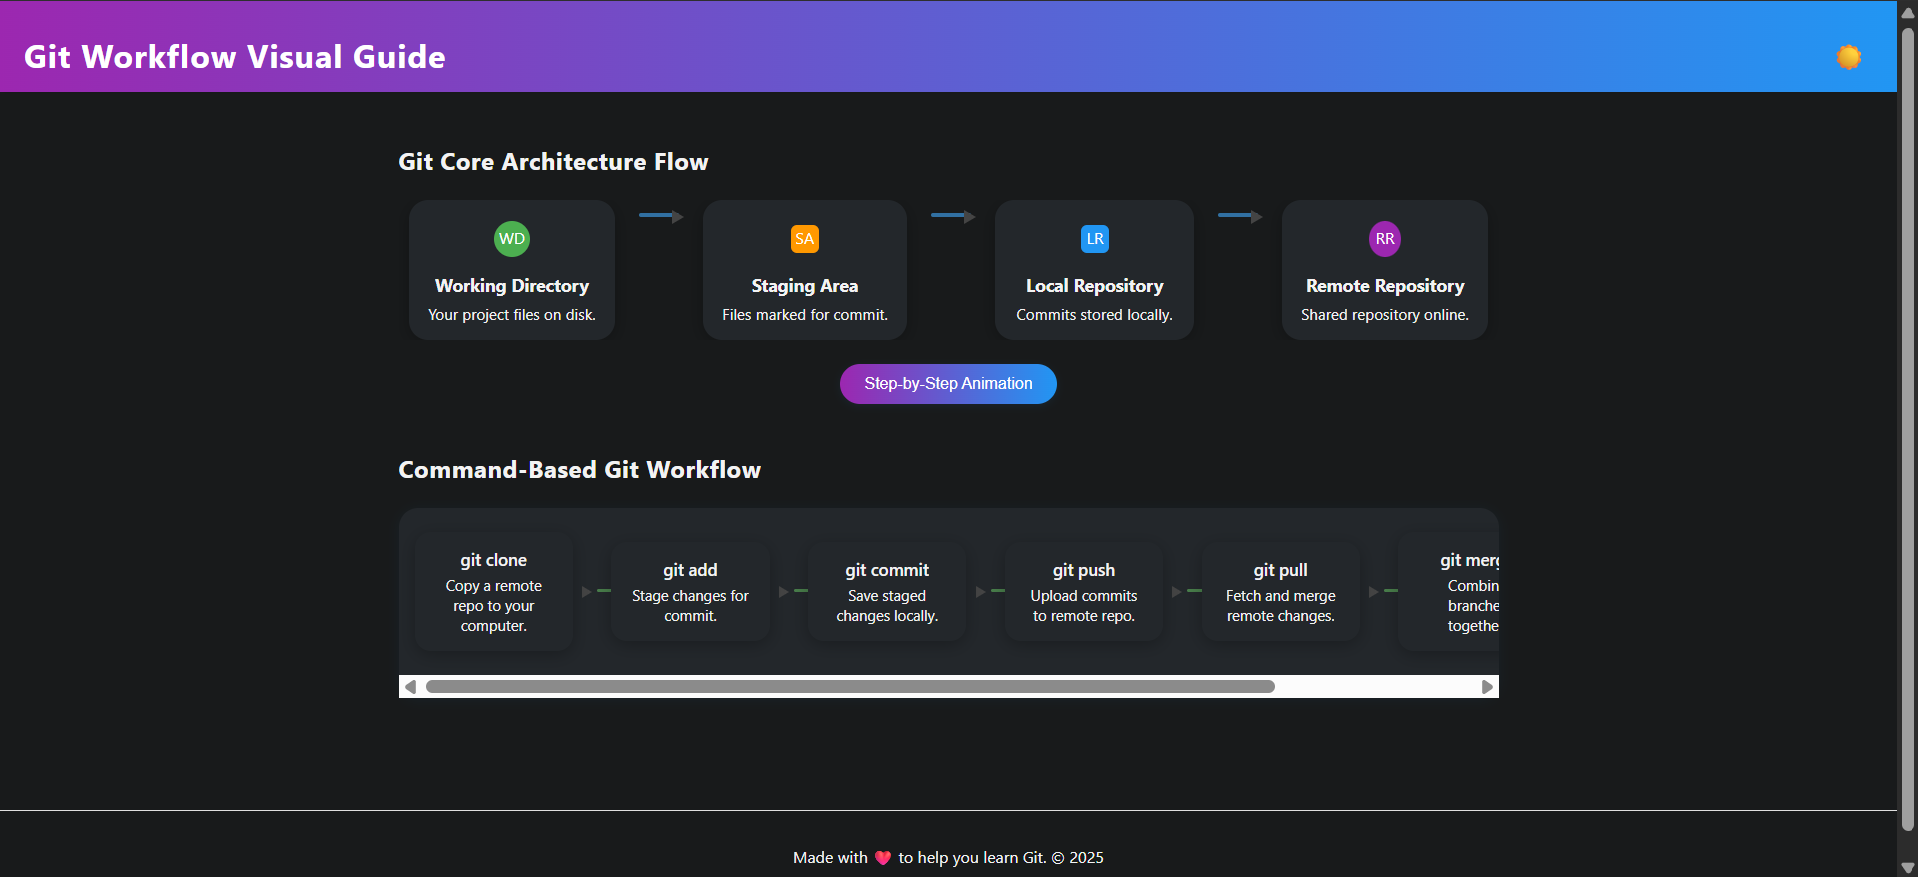 Git Workflow Visual Guide
Git Core Architecture Flow
WD
Working Directory
Your project files on disk.
SA
Staging Area
Files marked for commit.
LR
Local Repository
Commits stored locally.
RR
Remote Repository
Shared repository online.
Step-by-Step Animation
Command-Based Git Workflow
git clone
Copy a remote
repo to your
computer.
git add
Stage changes for
commit.
git commit
Save staged
changes locally.
git push
Upload commits
to remote repo.
git pull
Fetch and merge
remote changes.
git merg
Combin
branche
togethe
Made with ❤ to help you learn Git. © 2025